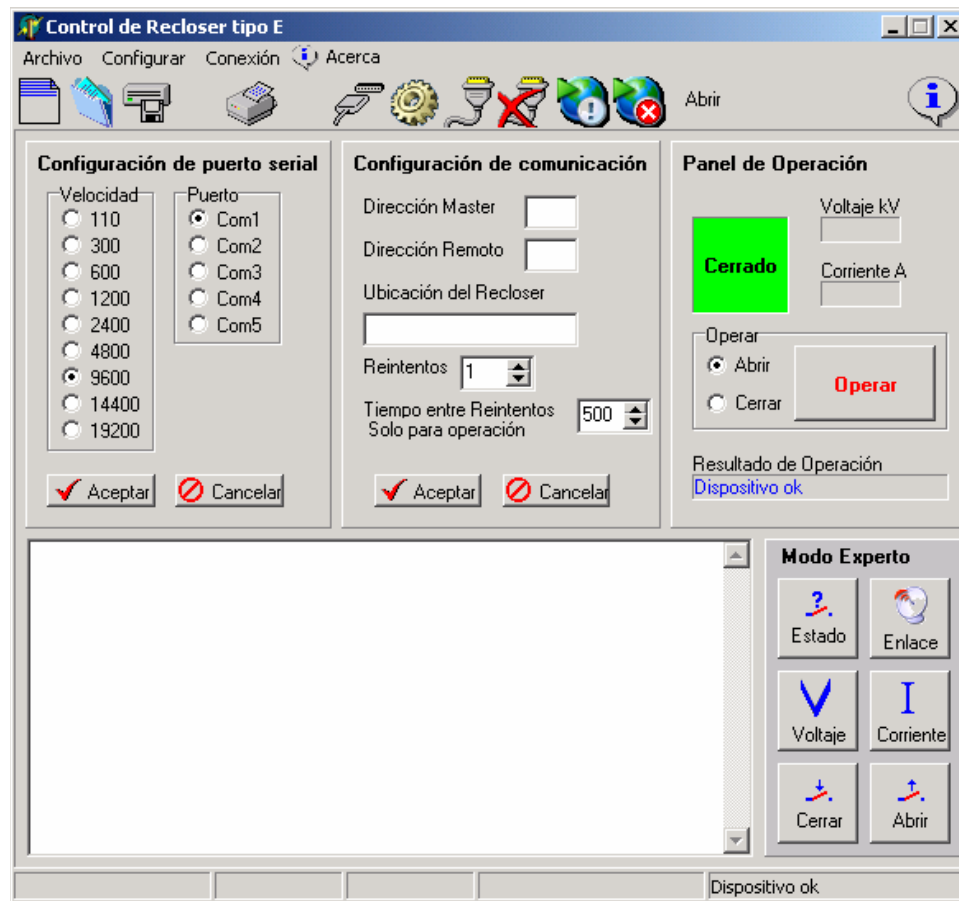 Control de Recloser tipo E
Archivo Configurar Conexión Acerca
Abrir
Configuración de puerto serial
Velocidad
110
300
600
1200
2400
4800
9600
14400
19200
Puerto
Com1
Com2
Com3
Com4
Com5
Aceptar
Cancelar
Configuración de comunicación
Dirección Master
Dirección Remoto
Ubicación del Recloser
Reintentos 1
Tiempo entre Reintentos 500
Solo para operación
Aceptar
Cancelar
Panel de Operación
Cerrado
Voltaje kV
Corriente A
Operar
Abrir
Cerrar
Operar
Resultado de Operación
Dispositivo ok
Modo Experto
Estado
Enlace
Voltaje
Corriente
Cerrar
Abrir
Dispositivo ok